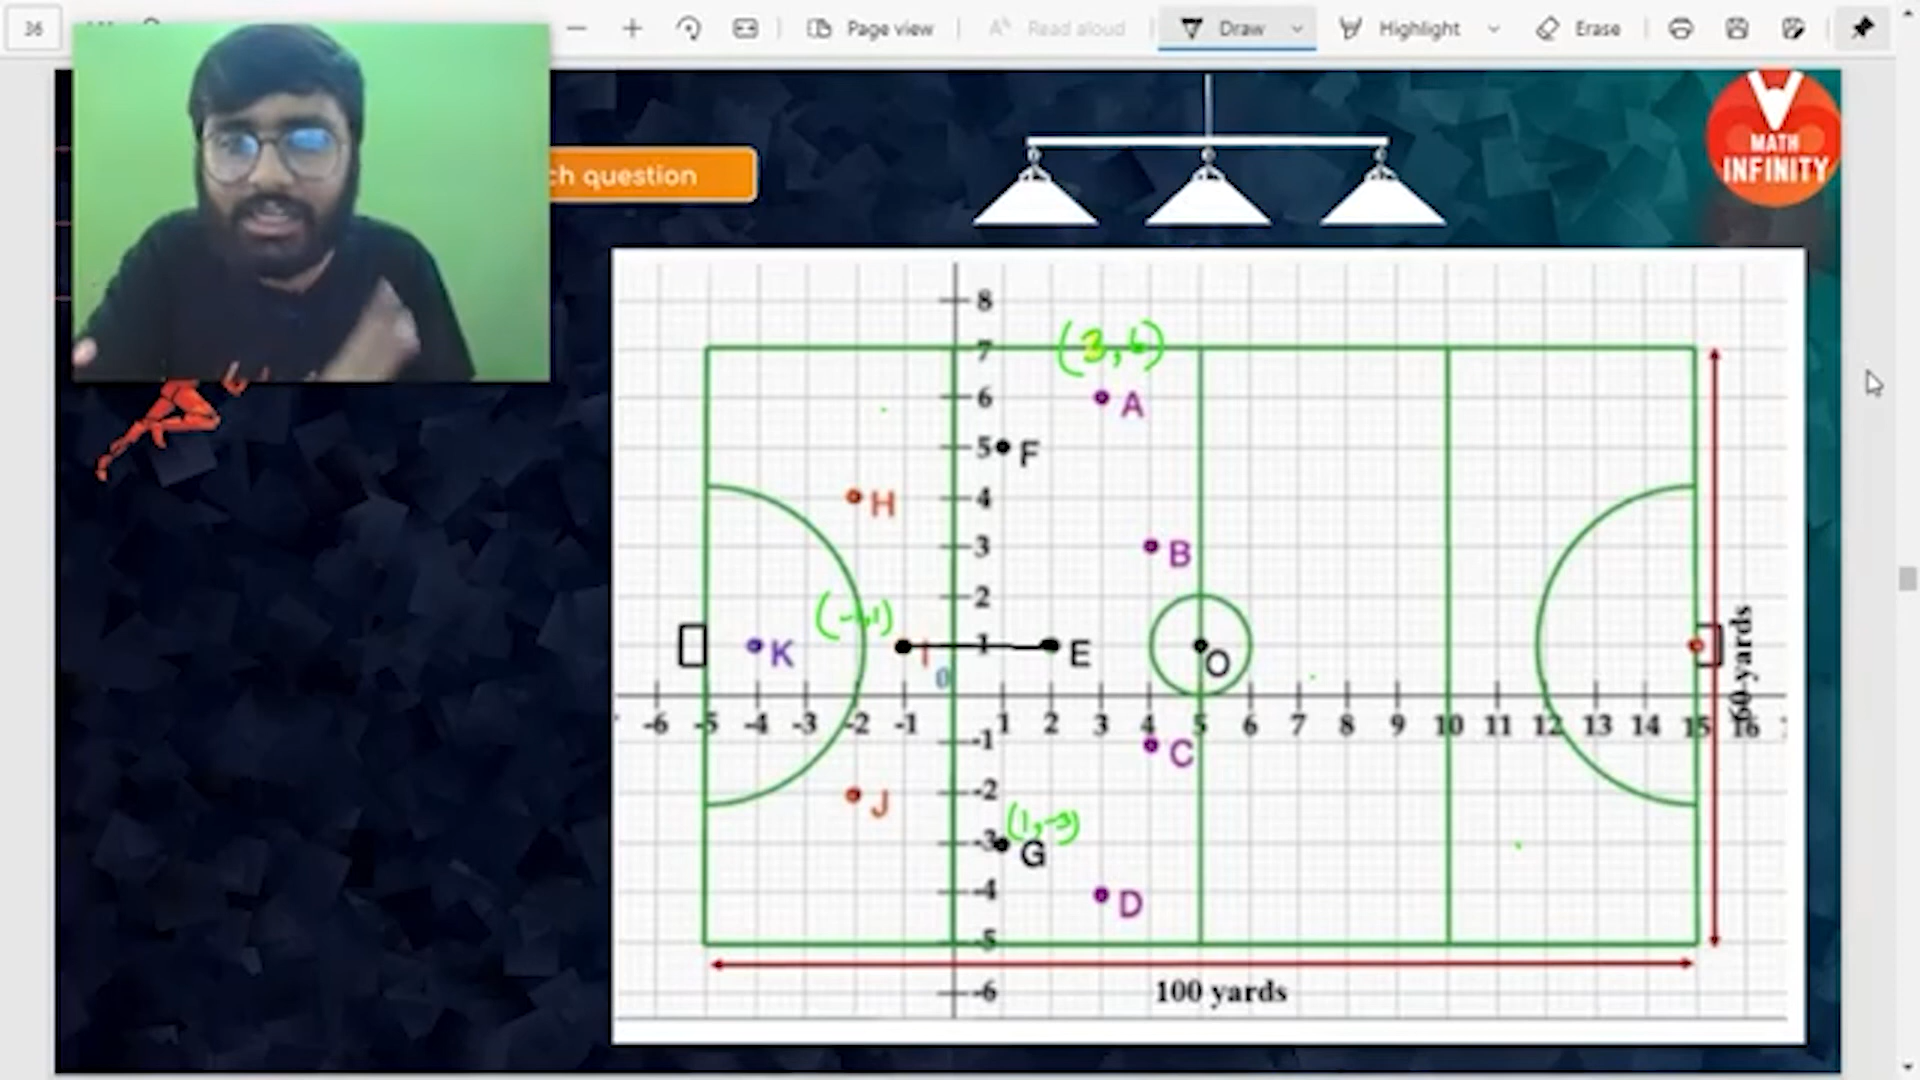 36
Page view
Read aloud
Draw
Highlight
Erase
ch question
MATH
INFINITY
8
(3,6)
7
6
A
5
F
4
H
3
B
2
(-1,1)
K
I
1
E
O
0
-6 -5 -4 -3 -2 -1 1 2 3 4 5 6 7 8 9 10 11 12 13 14 15 16
60 yards
-1
C
-2
J
(1,-3)
-3
G
-4
D
-5
-6
100 yards